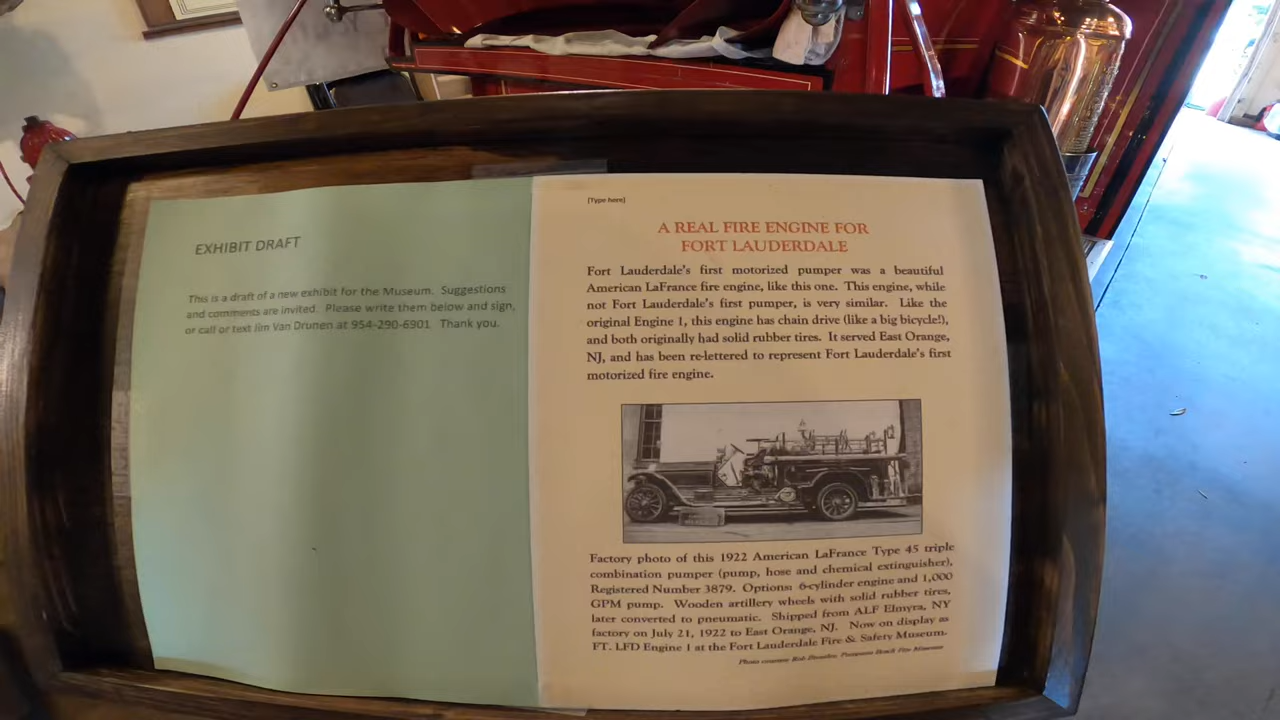 EXHIBIT DRAFT
This is a draft of a new exhibit for the Museum. Suggestions
and comments are invited. Please write them below and sign,
or call or text Jim Van Drunen at 954-290-6901 Thank you.
[Type here]
A REAL FIRE ENGINE FOR
FORT LAUDERDALE
Fort Lauderdale's first motorized pumper was a beautiful
American LaFrance fire engine, like this one. This engine, while
not Fort Lauderdale's first pumper, is very similar. Like the
original Engine 1, this engine has chain drive (like a big bicycle!),
and both originally had solid rubber tires. It served East Orange,
NJ, and has been re-lettered to represent Fort Lauderdale's first
motorized fire engine.
Factory photo of this 1922 American LaFrance Type 45 triple
combination pumper (pump, hose and chemical extinguisher),
Registered Number 3879. Options: 6-cylinder engine and 1,000
GPM pump. Wooden artillery wheels with solid rubber tires,
later converted to pneumatic. Shipped from ALF Elmyra, NY
factory on July 21, 1922 to East Orange, NJ. Now on display as
FT. LFD Engine 1 at the Fort Lauderdale Fire & Safety Museum.
Photo courtesy Pompano Beach Fire Museum